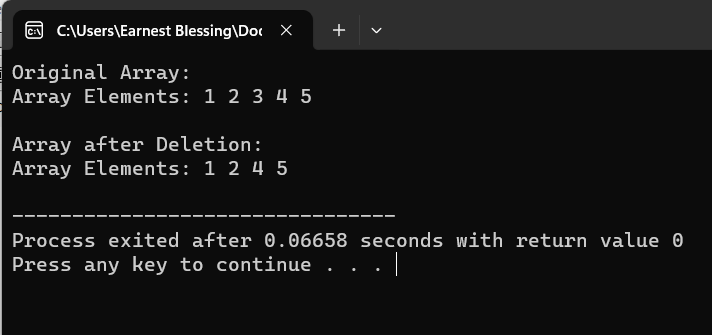 C:\Users\Earnest Blessing\Doc
Original Array:
Array Elements: 1 2 3 4 5
Array after Deletion:
Array Elements: 1 2 4 5
--------------------------------
Process exited after 0.06658 seconds with return value 0
Press any key to continue . . .